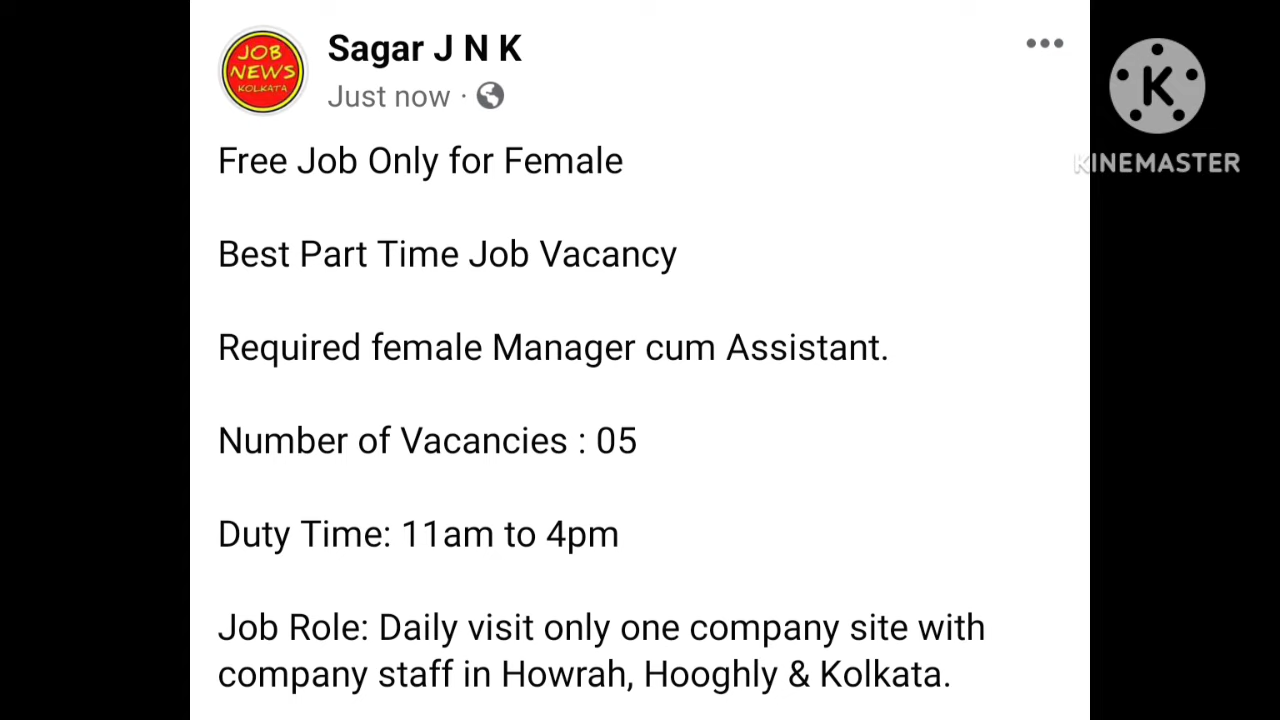 JOB
NEWS
KOLKATA
Sagar J N K
Just now ·
K
KINEMASTER
Free Job Only for Female
Best Part Time Job Vacancy
Required female Manager cum Assistant.
Number of Vacancies : 05
Duty Time: 11am to 4pm
Job Role: Daily visit only one company site with
company staff in Howrah, Hooghly & Kolkata.